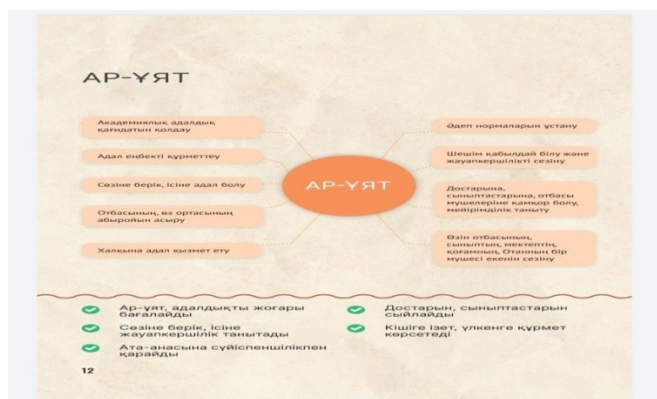 АР-ҰЯТ
Академиялық адалдық
қағидатын қолдау
Адал еңбекті құрметтеу
Сөзіне берік, ісіне адал болу
Отбасының, өз ортасының
абыройын асыру
Халқына адал қызмет ету
АР-ҰЯТ
Әдеп нормаларын ұстану
Шешім қабылдай білу және
жауапкершілікті сезіну
Достарына,
сыныптастарына, отбасы
мүшелеріне қамқор болу,
мейірімділік таныту
Өзін отбасының,
сыныптың, мектептің,
қоғамның, Отанның бір
мүшесі екенін сезіну
Ар-ұят, адалдықты жоғары
бағалайды
Сөзіне берік, ісіне
жауапкершілік танытады
Ата-анасына сүйіспеншілікпен
қарайды
Достарын, сыныптастарын
сыйлайды
Кішіге ізет, үлкенге құрмет
көрсетеді
12